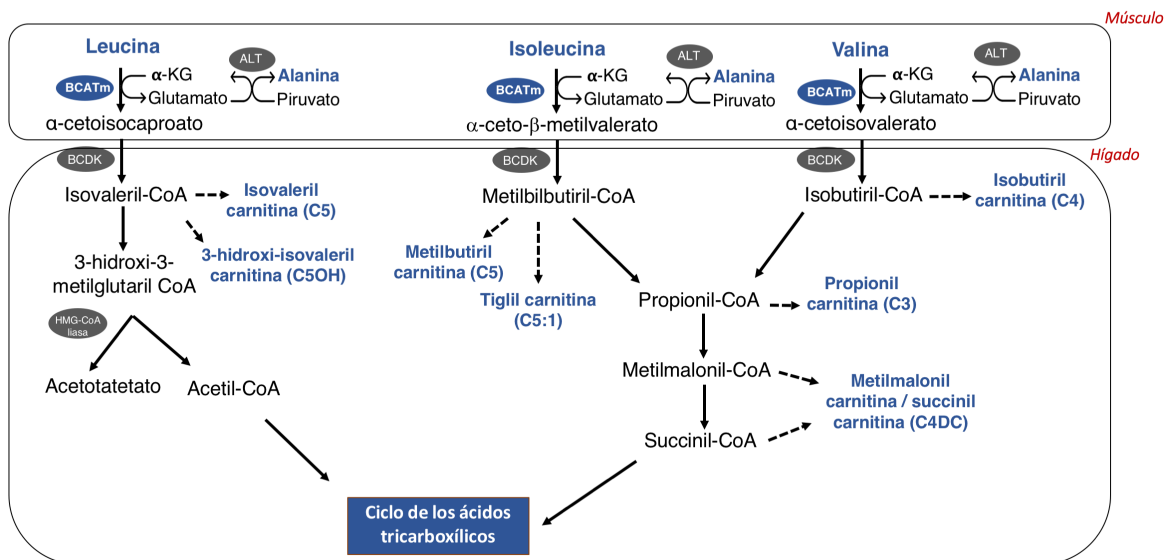 Músculo
Leucina
ALT
BCATm
α-KG
Alanina
Glutamato
Piruvato
α-cetoisocaproato
Isoleucina
ALT
BCATm
α-KG
Alanina
Glutamato
Piruvato
α-ceto-β-metilvalerato
Valina
ALT
BCATm
α-KG
Alanina
Glutamato
Piruvato
α-cetoisovalerato
Hígado
BCDK
BCDK
BCDK
Isovaleril-CoA
Isovaleril
carnitina (C5)
Metilbilbutiril-CoA
Isobutiril-CoA
Isobutiril
carnitina (C4)
3-hidroxi-3-
metilglutaril CoA
3-hidroxi-isovaleril
carnitina (C5OH)
Metilbutiril
carnitina (C5)
Tiglil carnitina
(C5:1)
Propionil-CoA
Propionil
carnitina (C3)
HMG-CoA
liasa
Acetotatetato
Acetil-CoA
Metilmalonil-CoA
Metilmalonil
carnitina / succinil
carnitina (C4DC)
Succinil-CoA
Ciclo de los ácidos
tricarboxílicos